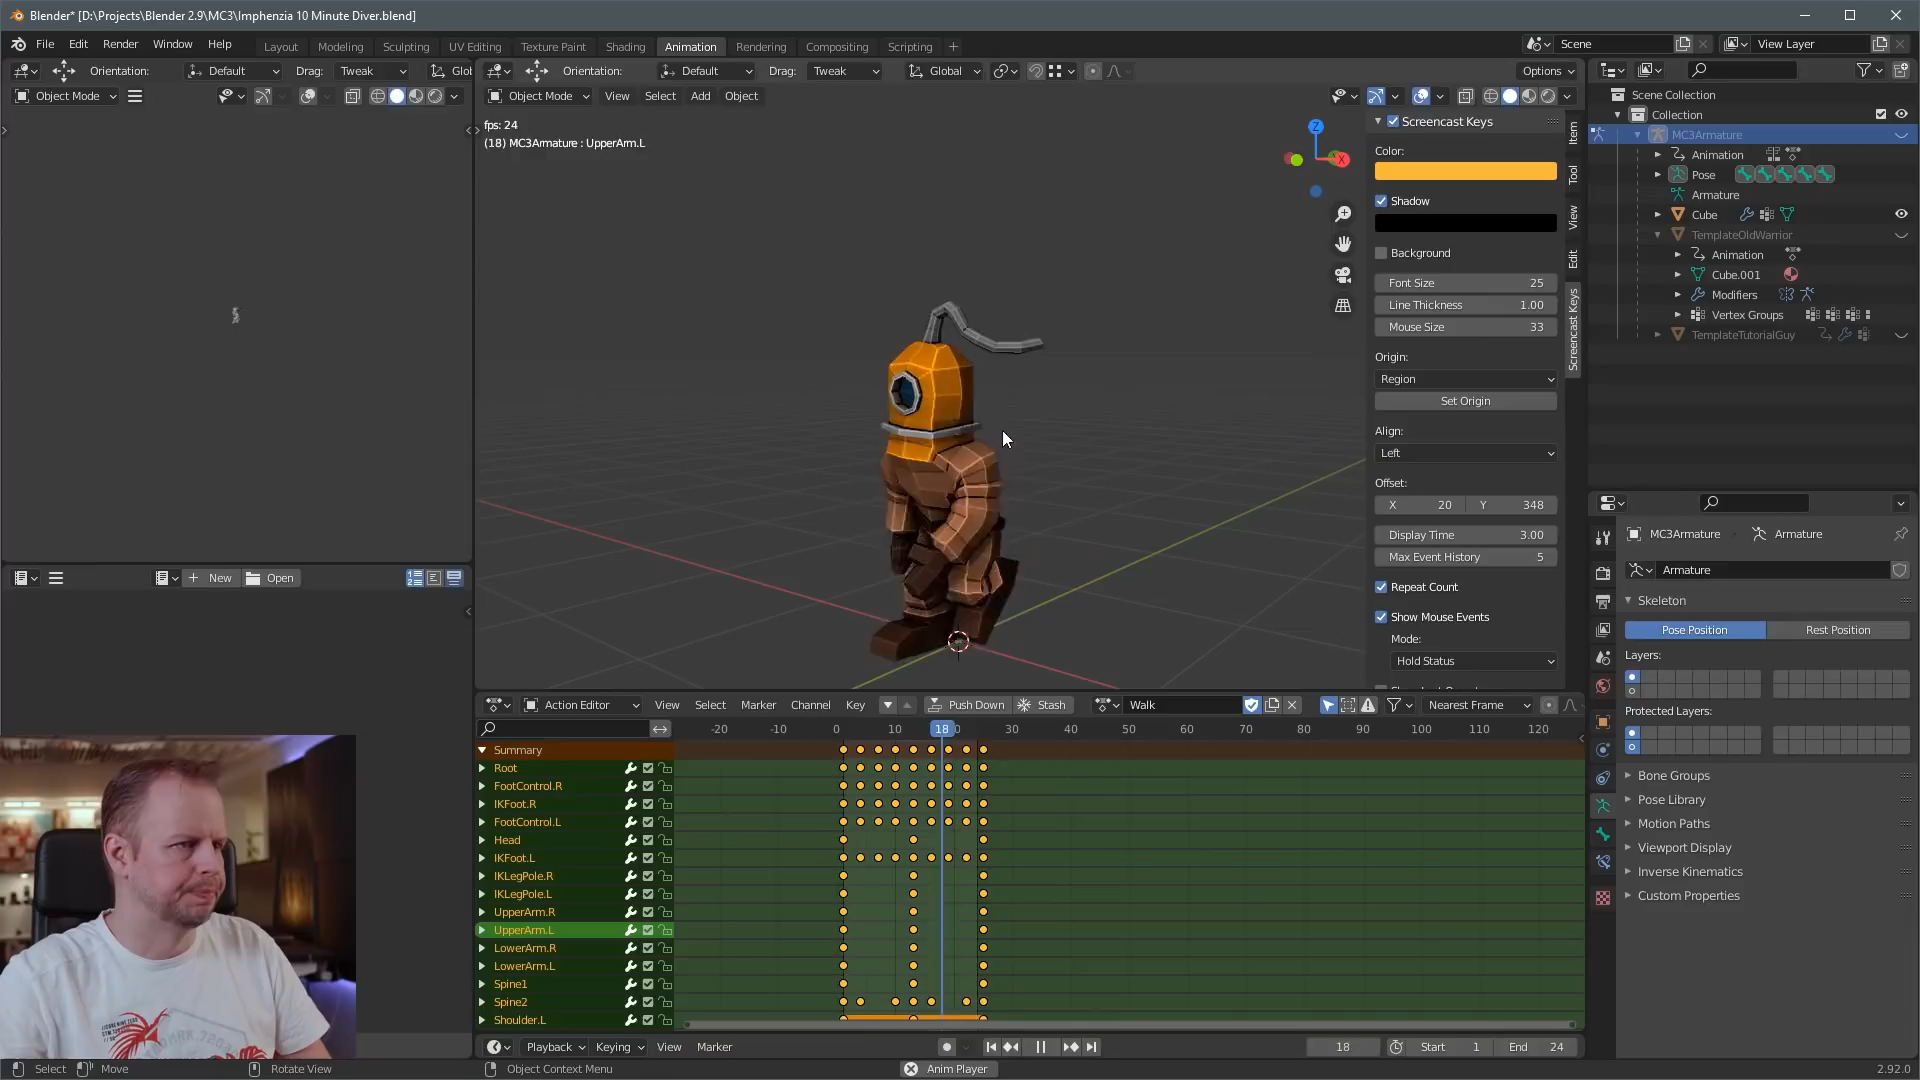 Blender* [D:\Projects\Blender 2.9\MC3\Imphenzia 10 Minute Diver.blend]
File Edit Render Window Help
Layout Modeling Sculpting UV Editing Texture Paint Shading Animation Rendering Compositing Scripting +
Scene
View Layer
Orientation: Default Drag: Tweak Glob
Orientation: Default Drag: Tweak Global
Options
Object Mode
Object Mode View Select Add Object
fps: 24
(18) MC3Armature : UpperArm.L
Z
X
Screencast Keys
Color:
Shadow
Background
Font Size 25
Line Thickness 1.00
Mouse Size 33
Origin:
Region
Set Origin
Align:
Left
Offset:
X 20 Y 348
Display Time 3.00
Max Event History 5
Repeat Count
Show Mouse Events
Mode:
Hold Status
Item
Tool
View
Edit
Screencast Keys
Scene Collection
Collection
MC3Armature
Animation
Pose
Armature
Cube
TemplateOldWarrior
Animation
Cube.001
Modifiers
Vertex Groups
TemplateTutorialGuy
MC3Armature Armature
Armature
Skeleton
Pose Position Rest Position
Layers:
Protected Layers:
Bone Groups
Pose Library
Motion Paths
Viewport Display
Inverse Kinematics
Custom Properties
New Open
Action Editor View Select Marker Channel Key Push Down Stash Walk Nearest Frame
-20 -10 0 10 18 30 40 50 60 70 80 90 100 110 120
Summary
Root
FootControl.R
IKFoot.R
FootControl.L
Head
IKFoot.L
IKLegPole.R
IKLegPole.L
UpperArm.R
UpperArm.L
LowerArm.R
LowerArm.L
Spine1
Spine2
Shoulder.L
Playback Keying View Marker
18 Start 1 End 24
Select Move Rotate View Object Context Menu Anim Player 2.92.0